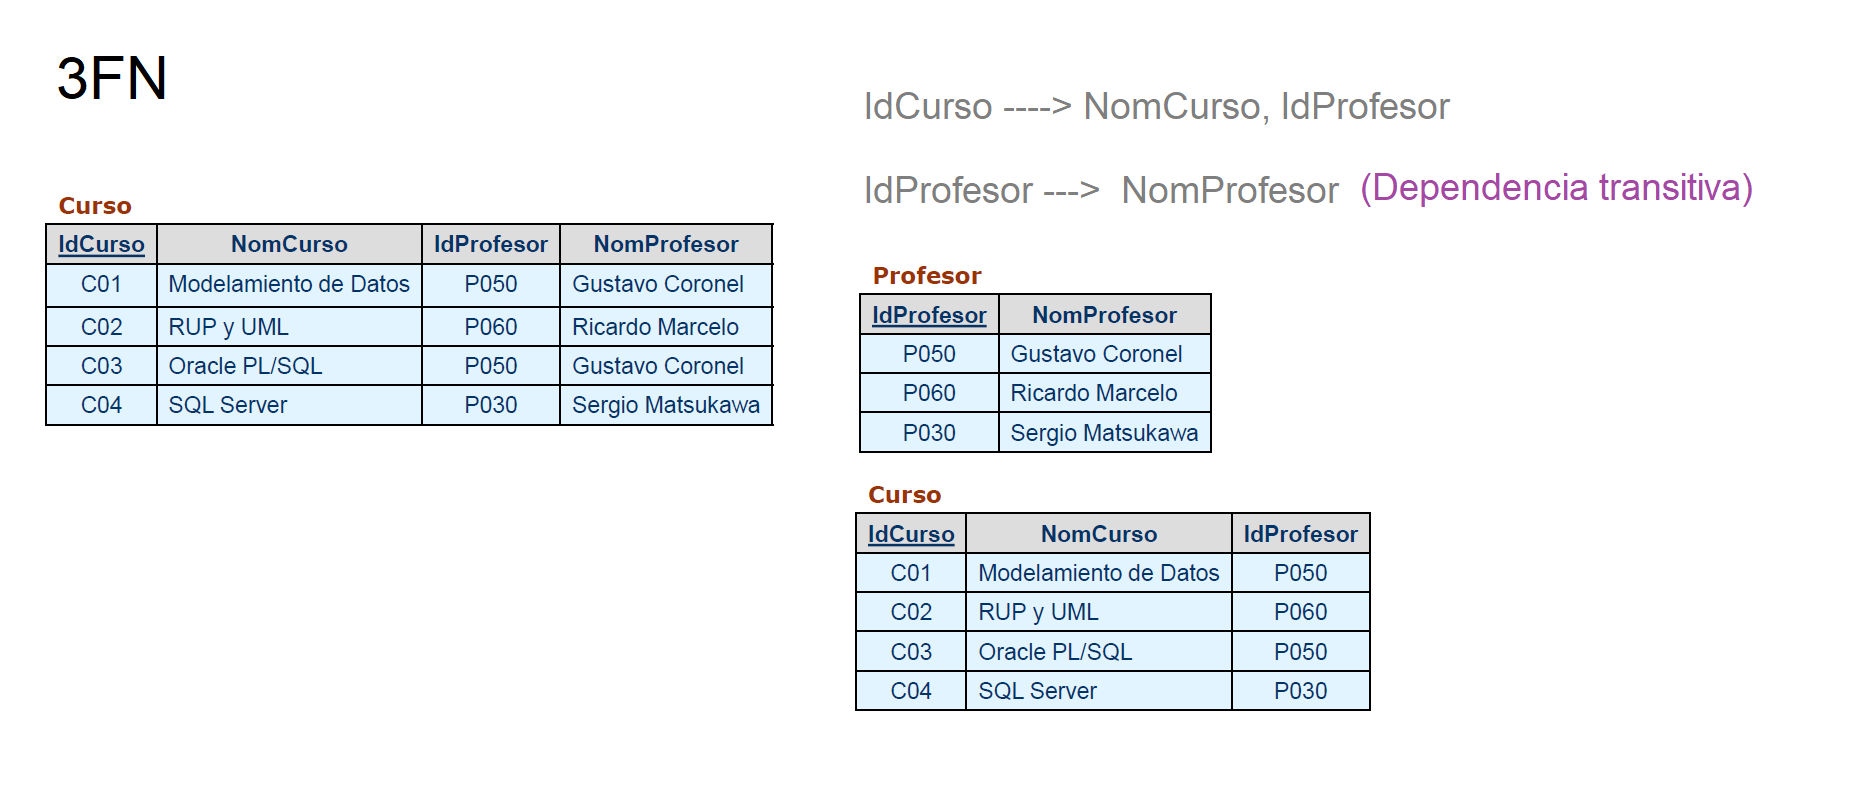 3FN
Curso
IdCurso NomCurso IdProfesor NomProfesor
C01 Modelamiento de Datos P050 Gustavo Coronel
C02 RUP y UML P060 Ricardo Marcelo
C03 Oracle PL/SQL P050 Gustavo Coronel
C04 SQL Server P030 Sergio Matsukawa
IdCurso ----> NomCurso, IdProfesor
IdProfesor ---> NomProfesor (Dependencia transitiva)
Profesor
IdProfesor NomProfesor
P050 Gustavo Coronel
P060 Ricardo Marcelo
P030 Sergio Matsukawa
Curso
IdCurso NomCurso IdProfesor
C01 Modelamiento de Datos P050
C02 RUP y UML P060
C03 Oracle PL/SQL P050
C04 SQL Server P030